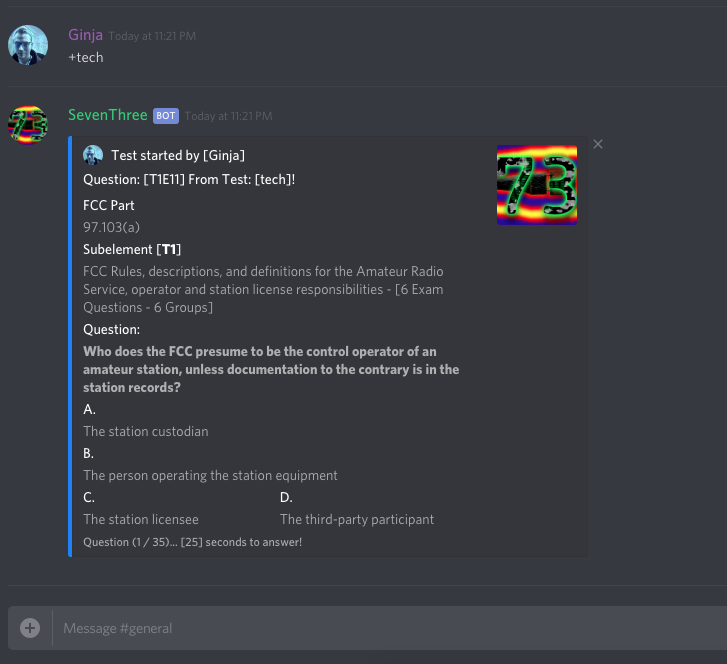 Ginja Today at 11:21 PM
+tech
SevenThree BOT Today at 11:21 PM
Test started by [Ginja]
73
Question: [T1E11] From Test: [tech]!
FCC Part
97.103(a)
Subelement [T1]
FCC Rules, descriptions, and definitions for the Amateur Radio
Service, operator and station license responsibilities - [6 Exam
Questions - 6 Groups]
Question:
Who does the FCC presume to be the control operator of an
amateur station, unless documentation to the contrary is in the
station records?
A.
The station custodian
B.
The person operating the station equipment
C. D.
The station licensee The third-party participant
Question (1 / 35)... [25] seconds to answer!
Message #general